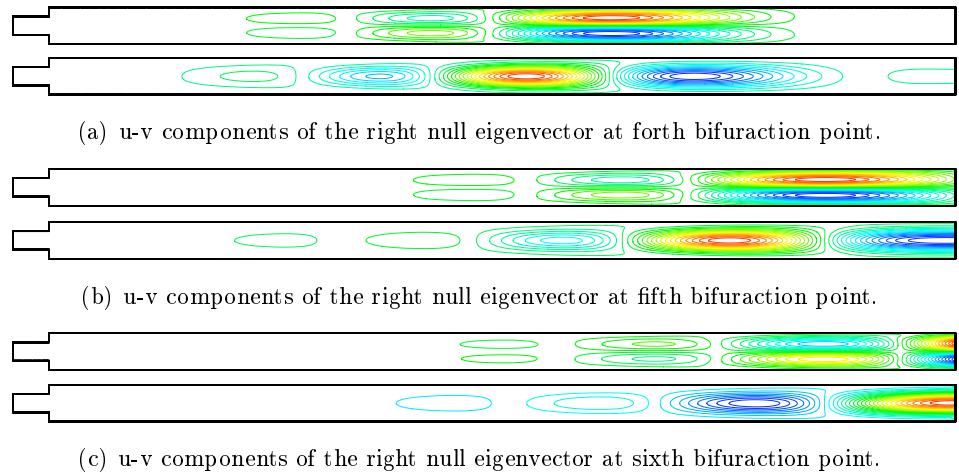 (a) u-v components of the right null eigenvector at forth bifuraction point.
(b) u-v components of the right null eigenvector at fifth bifuraction point.
(c) u-v components of the right null eigenvector at sixth bifuraction point.